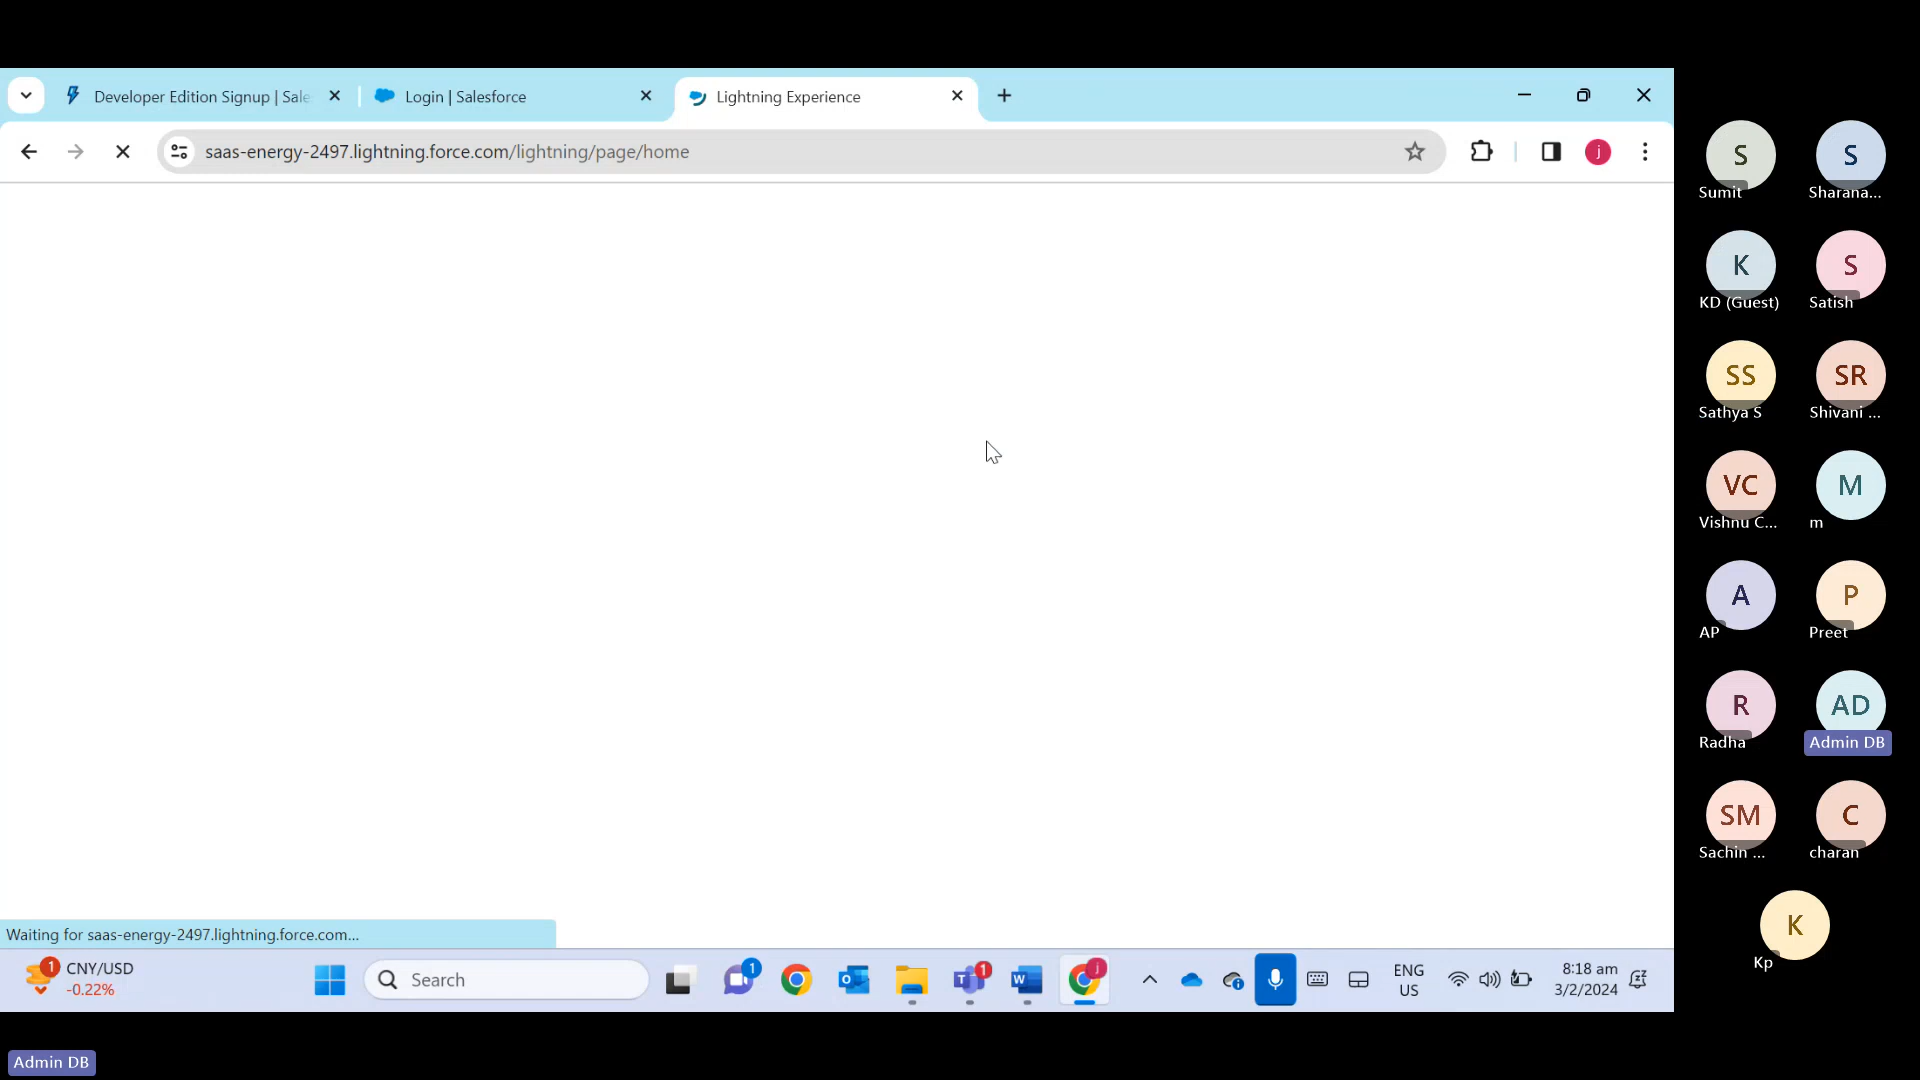 Developer Edition Signup | Sale
Login | Salesforce
Lightning Experience
saas-energy-2497.lightning.force.com/lightning/page/home
j
S
S
Sumit
Sharana...
K
S
KD (Guest)
Satish
SS
SR
Sathya S
Shivani ...
VC
M
Vishnu C...
m
A
P
AP
Preet
R
AD
Radha
Admin DB
SM
C
Sachin ...
charan
K
Kp
Waiting for saas-energy-2497.lightning.force.com...
1
CNY/USD
-0.22%
Search
1
1
j
ENG
US
8:18 am
3/2/2024
Admin DB